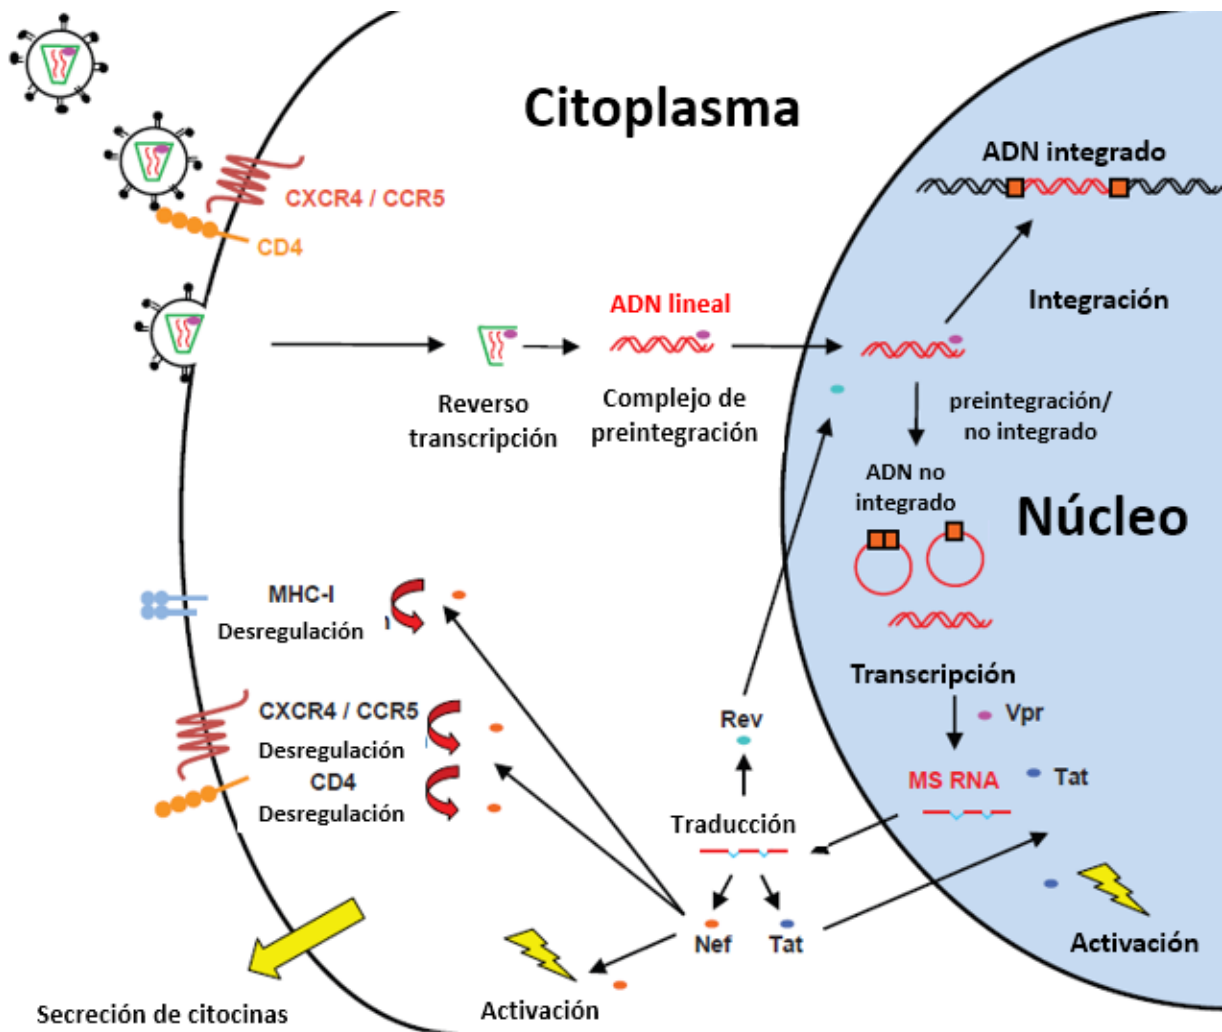 Citoplasma
ADN integrado
CXCR4 / CCR5
CD4
Integración
ADN lineal
Reverso
transcripción
Complejo de
preintegración
preintegración/
no integrado
ADN no
integrado
Núcleo
MHC-I
Desregulación
Transcripción
CXCR4 / CCR5
Desregulación
CD4
Desregulación
Rev
Vpr
MS RNA
Tat
Traducción
Nef
Tat
Activación
Activación
Secreción de citocinas